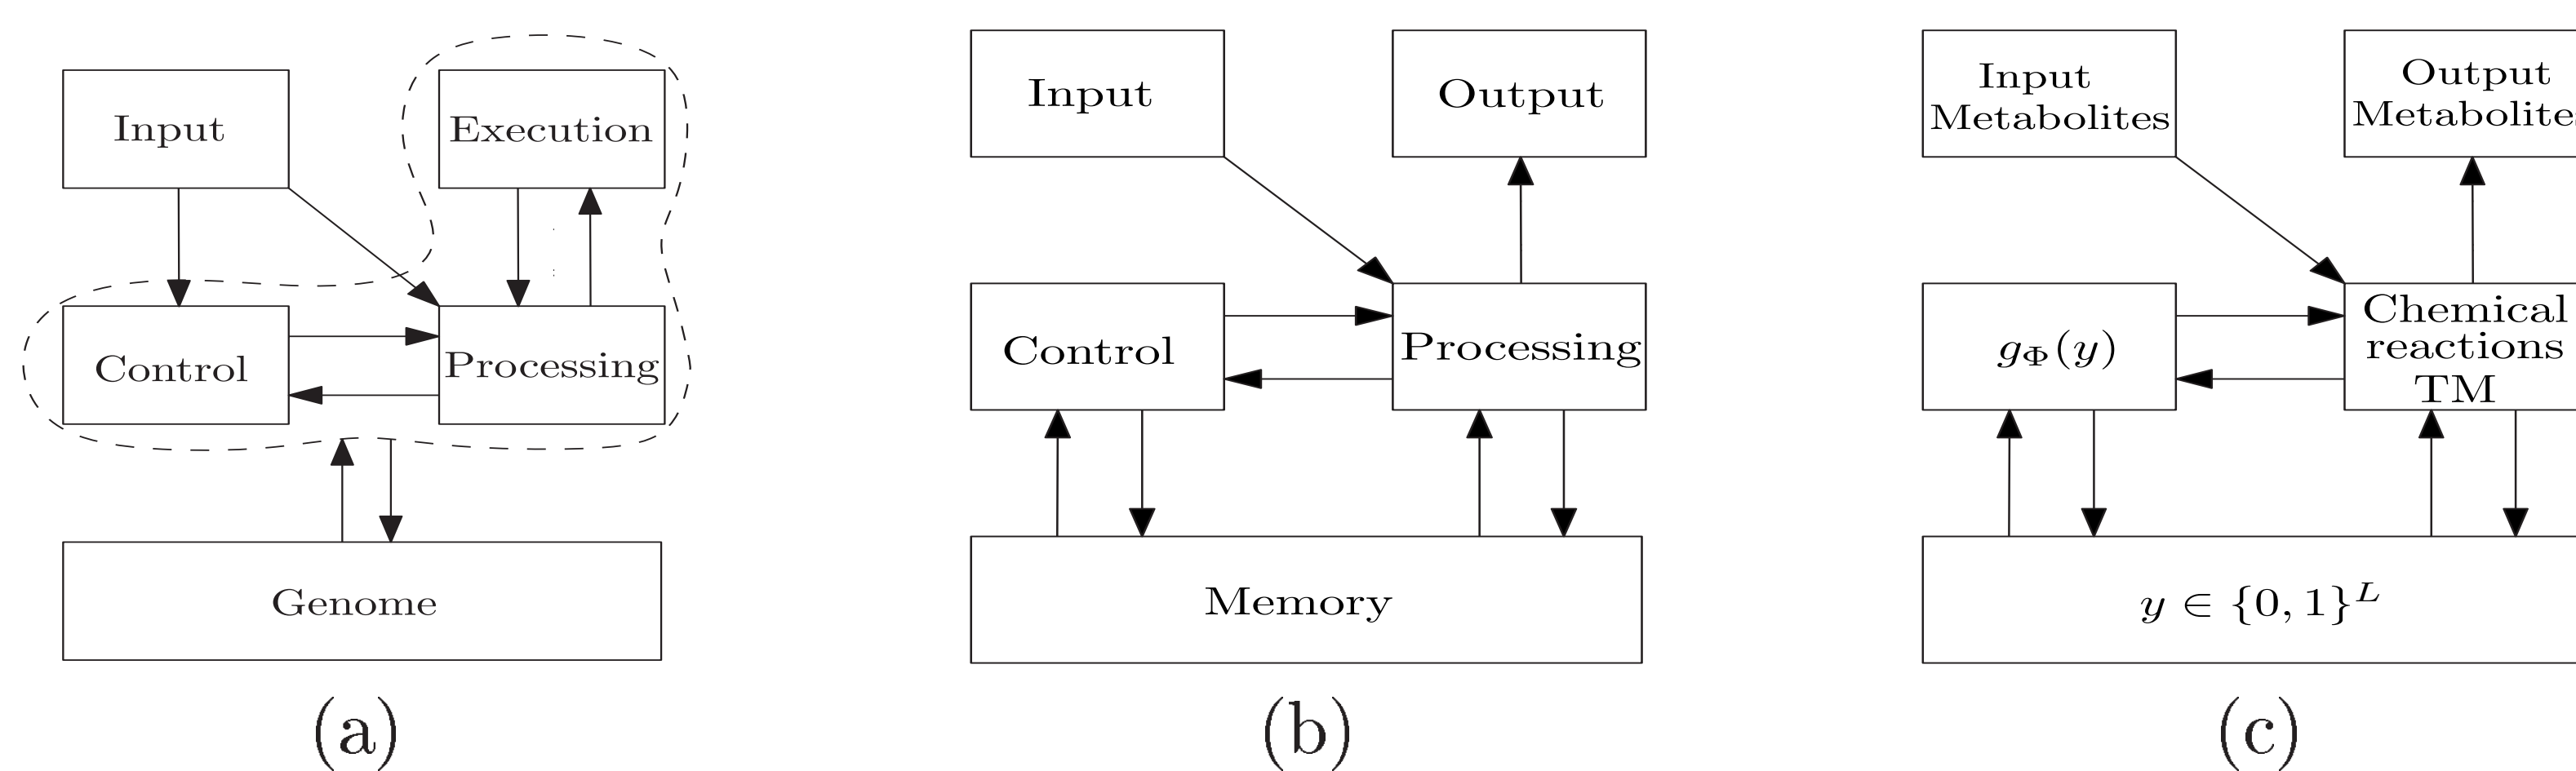 Input
Execution
Control
Processing
Genome
(a)
Input
Output
Control
Processing
Memory
(b)
Input
Metabolites
Output
Metabolites
g_Φ(y)
Chemical
reactions
TM
y ∈ {0, 1}^L
(c)